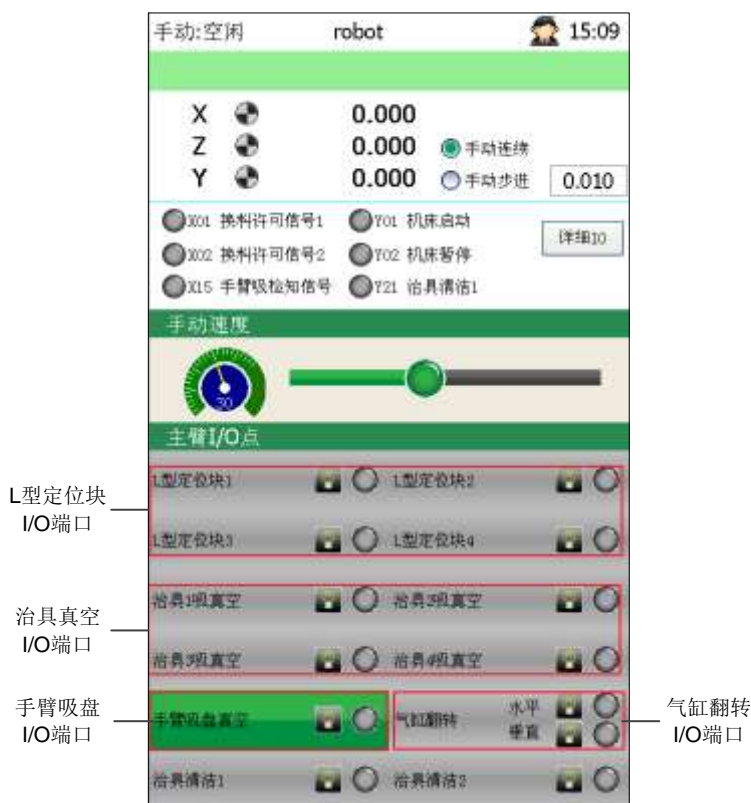 手动:空闲 robot 15:09
X 0.000
Z 0.000 手动连续
Y 0.000 手动步进 0.010
X01 换料许可信号1 Y01 机床启动 详细IO
X02 换料许可信号2 Y02 机床暂停
X15 手臂吸检知信号 Y21 治具清洁1
手动速度
30
主臂I/O点
L型定位块1 L型定位块2
L型定位块
I/O端口
L型定位块3 L型定位块4
治具1吸真空 治具2吸真空
治具真空
I/O端口
治具3吸真空 治具4吸真空
手臂吸盘
I/O端口
手臂吸盘真空 气缸翻转 水平
垂直
气缸翻转
I/O端口
治具清洁1 治具清洁2